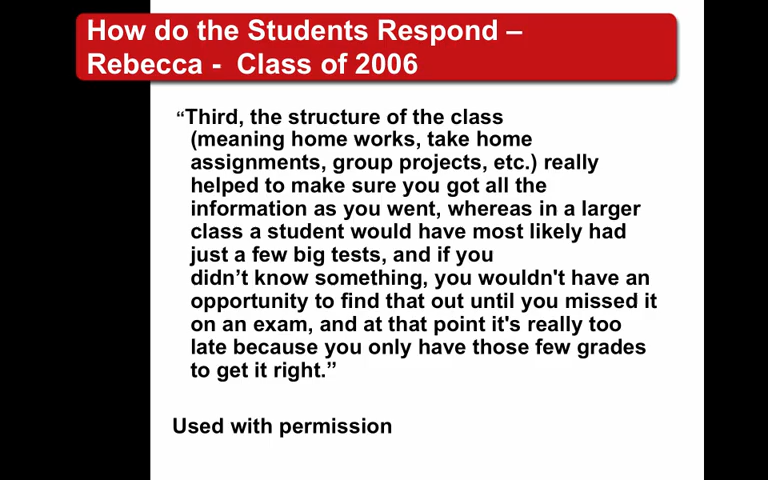 How do the Students Respond –
Rebecca -  Class of 2006
“Third, the structure of the class
(meaning home works, take home
assignments, group projects, etc.) really
helped to make sure you got all the
information as you went, whereas in a larger
class a student would have most likely had
just a few big tests, and if you
didn’t know something, you wouldn't have an
opportunity to find that out until you missed it
on an exam, and at that point it's really too
late because you only have those few grades
to get it right.”
Used with permission